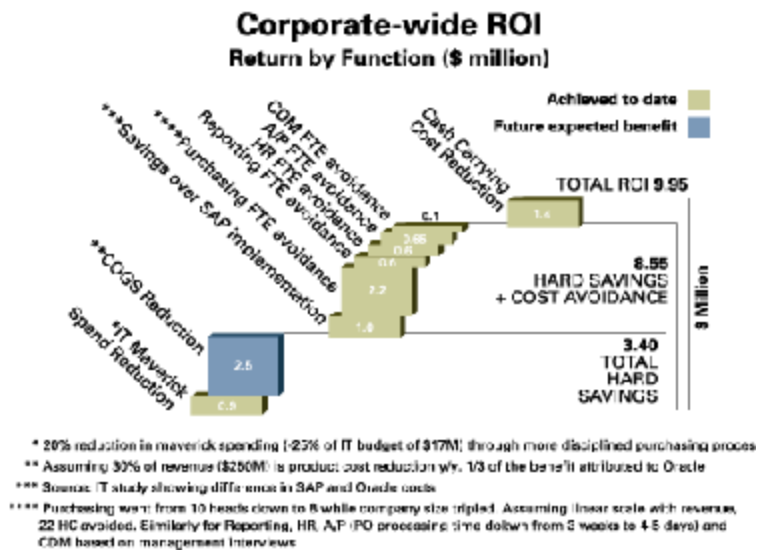 Corporate-wide ROI
Return by Function ($ million)
Achieved to date
Future expected benefit
CDM FTE avoidance
A/P FTE avoidance
HR FTE avoidance
Reporting FTE avoidance
****Purchasing FTE avoidance
***Savings over SAP implementation
**COGS Reduction
*IT Maverick
Spend Reduction
Cash Carrying
Cost Reduction
TOTAL ROI 9.95
0.1
1.4
0.65
0.6
0.6
2.2
1.0
2.5
0.9
8.55
HARD SAVINGS
+ COST AVOIDANCE
3.40
TOTAL
HARD
SAVINGS
$ Million
* 20% reduction in maverick spending (~25% of IT budget of $17M) through more disciplined purchasing proces
** Assuming 30% of revenue ($250M) is product cost reduction y/y. 1/3 of the benefit attributed to Oracle
*** Source: IT study showing difference in SAP and Oracle costs
**** Purchasing went from 10 heads down to 8 while company size tripled. Assuming linear scale with revenue,
22 HC avoided. Similarly for Reporting, HR, A/P (PO processing time down from 3 weeks to 4-5 days) and
CDM based on management interviews